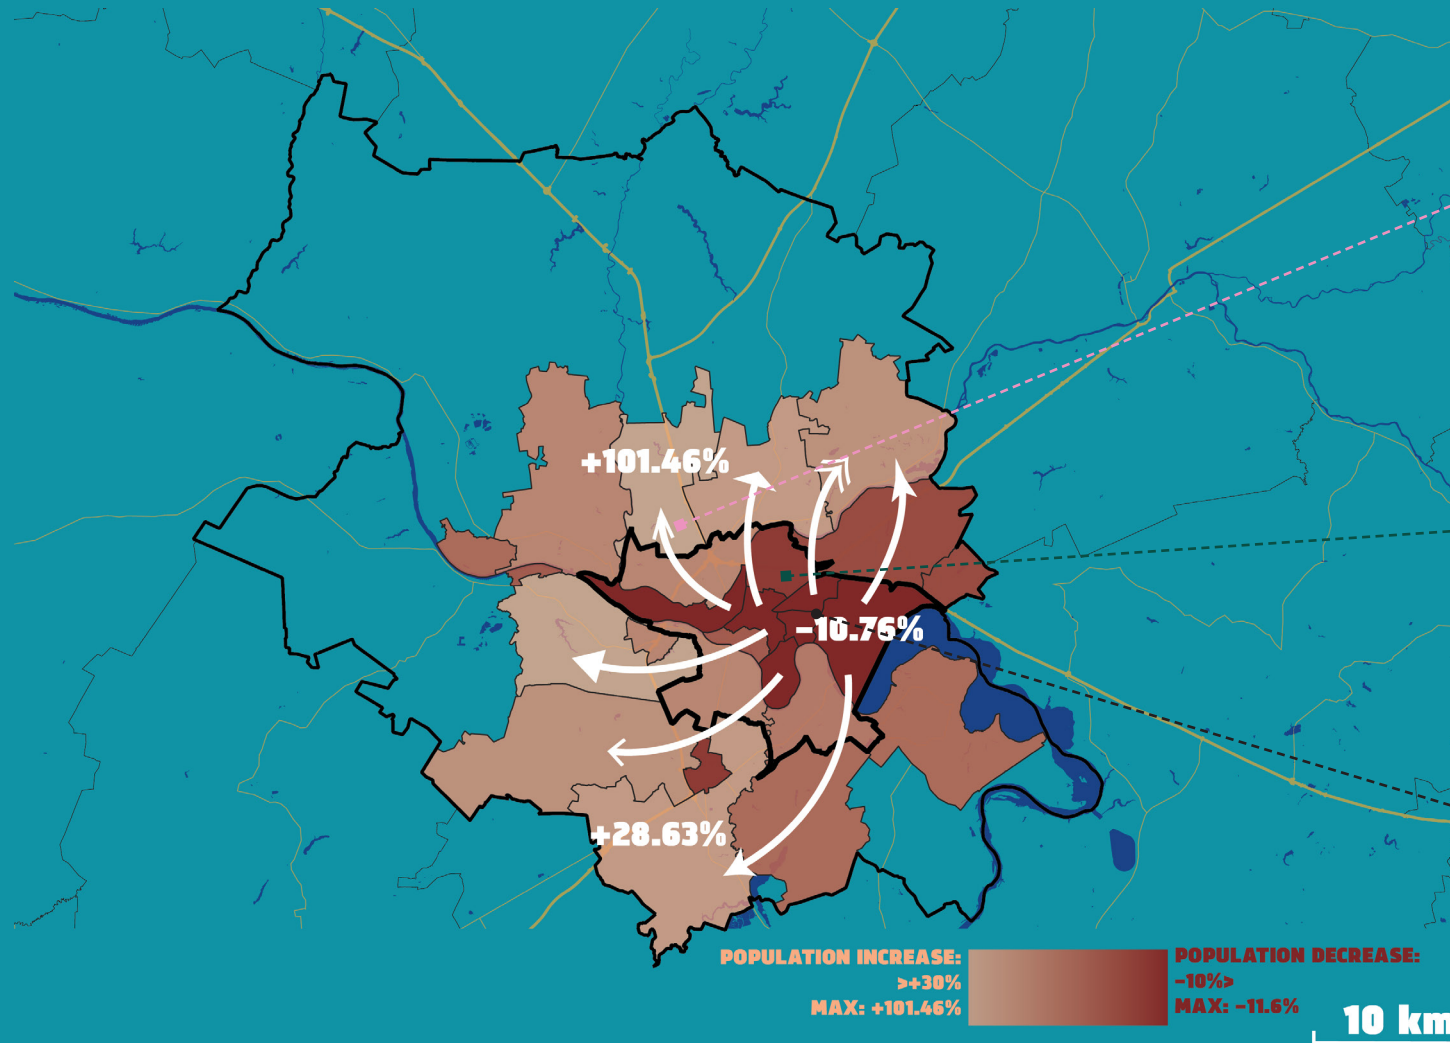 +101.46%
−10.76%
+28.63%
POPULATION INCREASE:
>+30%
MAX: +101.46%
POPULATION DECREASE:
−10%>
MAX: −11.6%
10 km